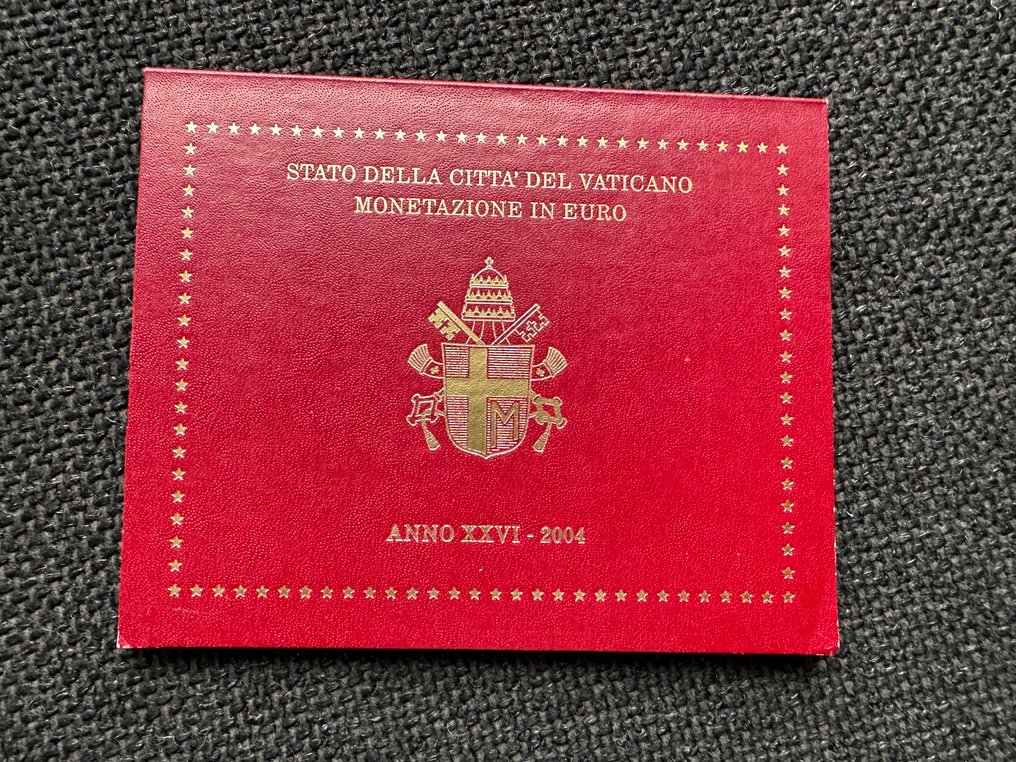 STATO DELLA CITTA' DEL VATICANO
MONETAZIONE IN EURO
M
ANNO XXVI - 2004